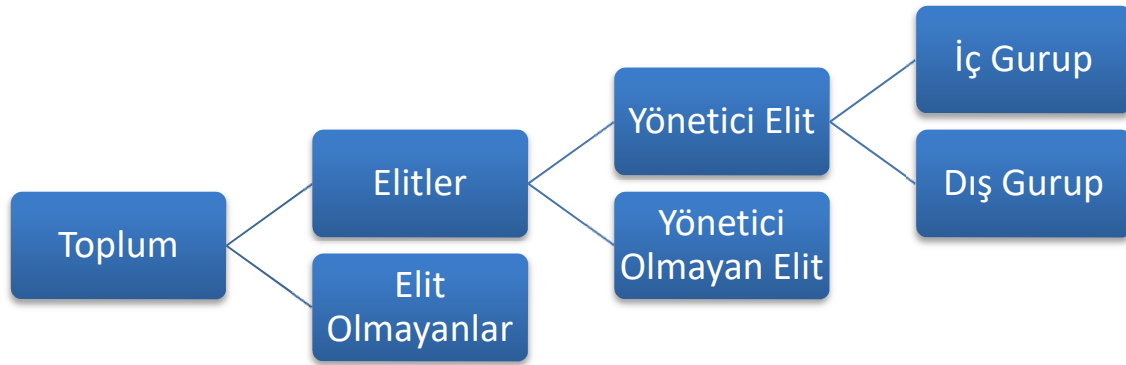 Toplum
Elitler
Elit
Olmayanlar
Yönetici Elit
Yönetici
Olmayan Elit
İç Gurup
Dış Gurup